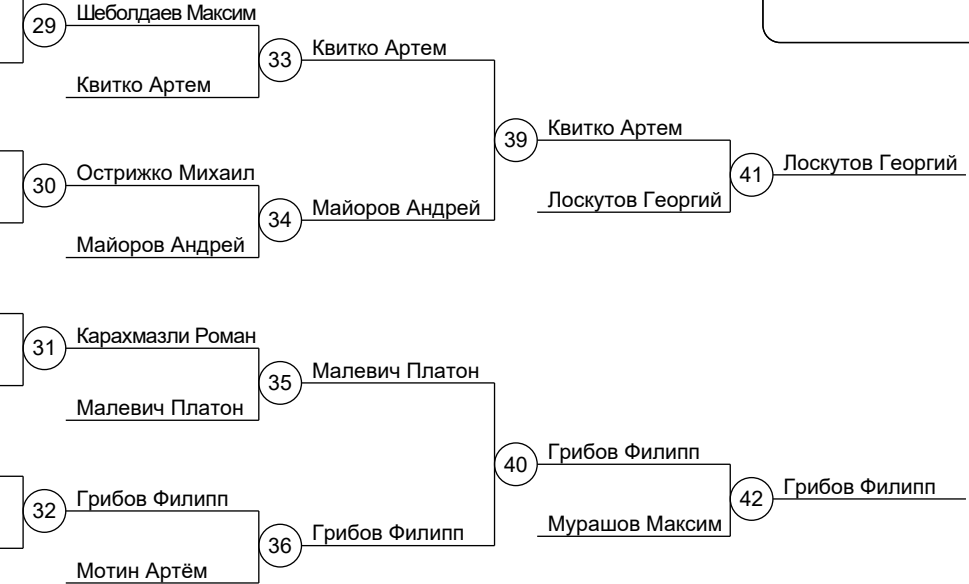 29
Шеболдаев Максим
33
Квитко Артем
Квитко Артем
39
Квитко Артем
41
Лоскутов Георгий
30
Острижко Михаил
Лоскутов Георгий
34
Майоров Андрей
Майоров Андрей
31
Карахмазли Роман
35
Малевич Платон
Малевич Платон
40
Грибов Филипп
42
Грибов Филипп
32
Грибов Филипп
Мурашов Максим
36
Грибов Филипп
Мотин Артём